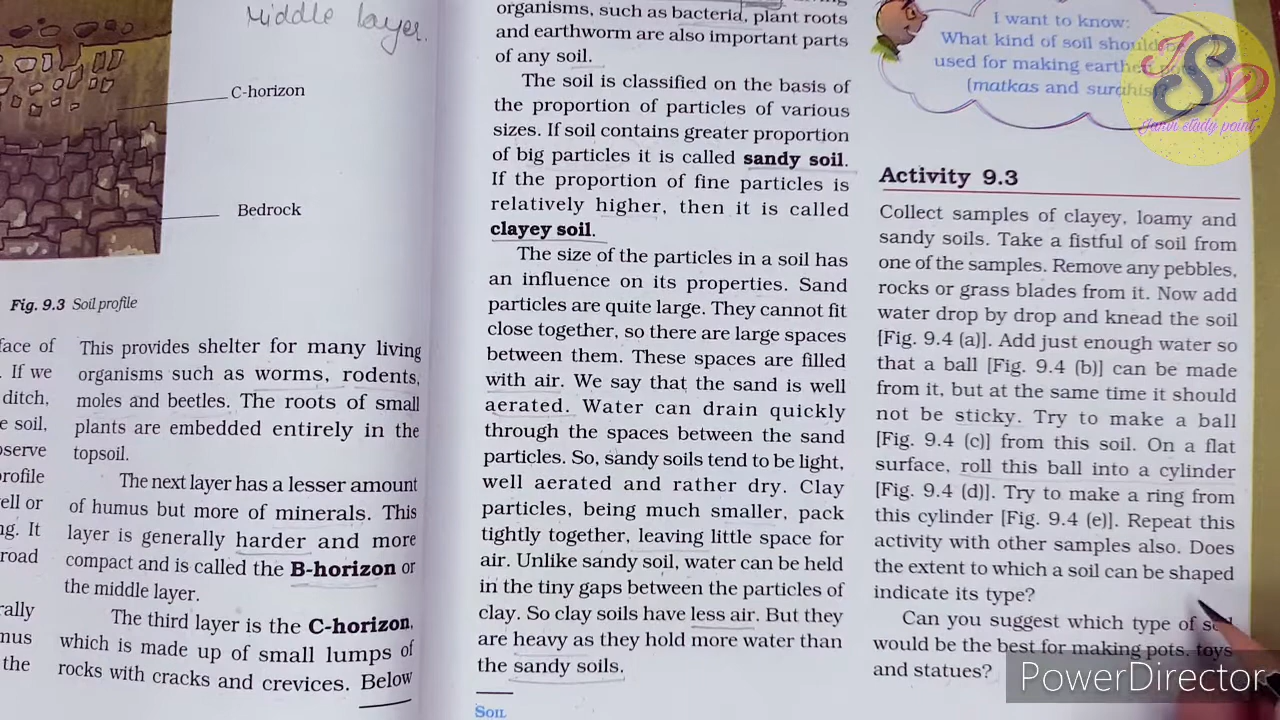 Middle layer.
C-horizon
Bedrock
Fig. 9.3 Soil profile
face of
. If we
ditch,
e soil,
bserve
profile
ell or
ng. It
road
rally
mus
the
This provides shelter for many living
organisms such as worms, rodents,
moles and beetles. The roots of small
plants are embedded entirely in the
topsoil.
The next layer has a lesser amount
of humus but more of minerals. This
layer is generally harder and more
compact and is called the B-horizon or
the middle layer.
The third layer is the C-horizon,
which is made up of small lumps of
rocks with cracks and crevices. Below
organisms, such as bacteria, plant roots
and earthworm are also important parts
of any soil.
The soil is classified on the basis of
the proportion of particles of various
sizes. If soil contains greater proportion
of big particles it is called sandy soil.
If the proportion of fine particles is
relatively higher, then it is called
clayey soil.
The size of the particles in a soil has
an influence on its properties. Sand
particles are quite large. They cannot fit
close together, so there are large spaces
between them. These spaces are filled
with air. We say that the sand is well
aerated. Water can drain quickly
through the spaces between the sand
particles. So, sandy soils tend to be light,
well aerated and rather dry. Clay
particles, being much smaller, pack
tightly together, leaving little space for
air. Unlike sandy soil, water can be held
in the tiny gaps between the particles of
clay. So clay soils have less air. But they
are heavy as they hold more water than
the sandy soils.
SOIL
I want to know:
What kind of soil should be
used for making earthen
(matkas and surahis)
JSP
Jamn study point
Activity 9.3
Collect samples of clayey, loamy and
sandy soils. Take a fistful of soil from
one of the samples. Remove any pebbles,
rocks or grass blades from it. Now add
water drop by drop and knead the soil
[Fig. 9.4 (a)]. Add just enough water so
that a ball [Fig. 9.4 (b)] can be made
from it, but at the same time it should
not be sticky. Try to make a ball
[Fig. 9.4 (c)] from this soil. On a flat
surface, roll this ball into a cylinder
[Fig. 9.4 (d)]. Try to make a ring from
this cylinder [Fig. 9.4 (e)]. Repeat this
activity with other samples also. Does
the extent to which a soil can be shaped
indicate its type?
Can you suggest which type of soil
would be the best for making pots, toys
and statues?
PowerDirector